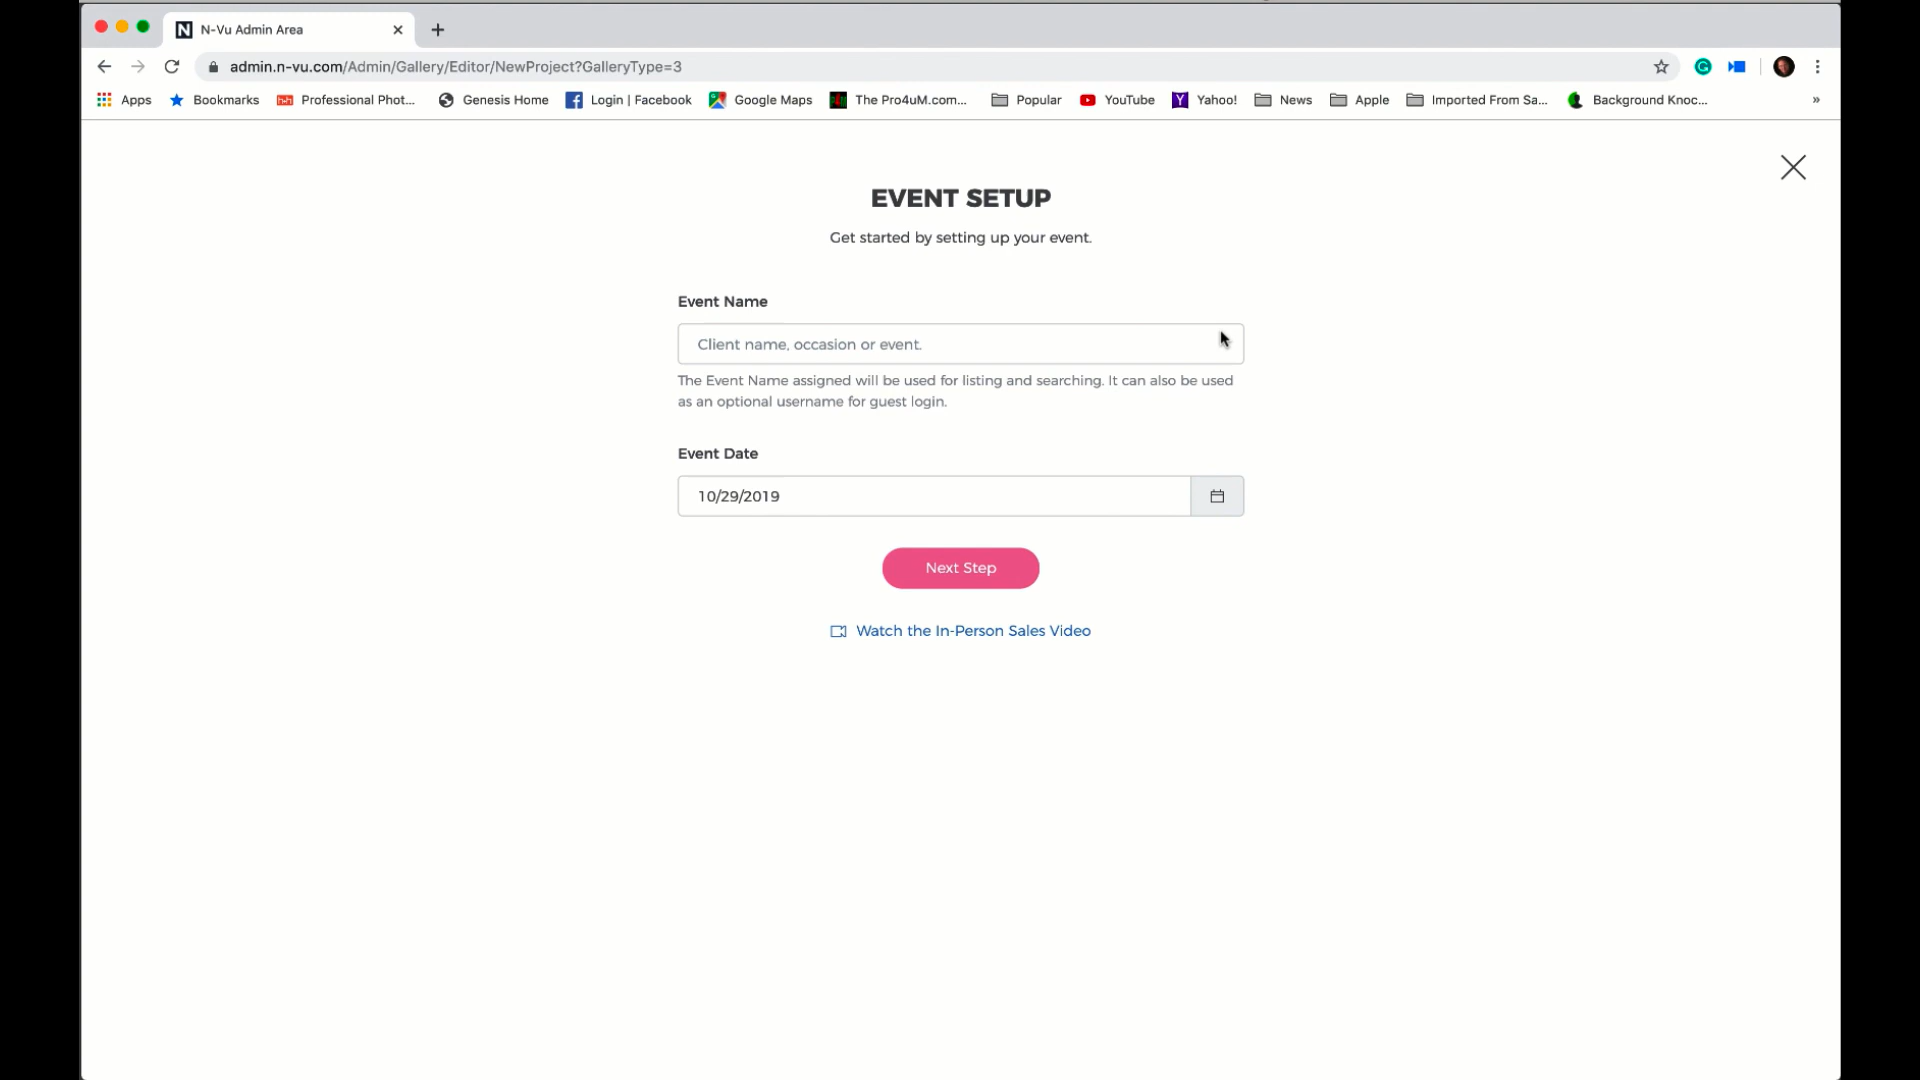 N-Vu Admin Area
admin.n-vu.com/Admin/Gallery/Editor/NewProject?GalleryType=3
Apps Bookmarks Professional Phot... Genesis Home Login | Facebook Google Maps The Pro4uM.com... Popular YouTube Yahoo! News Apple Imported From Sa... Background Knoc... »
EVENT SETUP
Get started by setting up your event.
Event Name
Client name, occasion or event.
The Event Name assigned will be used for listing and searching. It can also be used
as an optional username for guest login.
Event Date
10/29/2019
Next Step
Watch the In-Person Sales Video